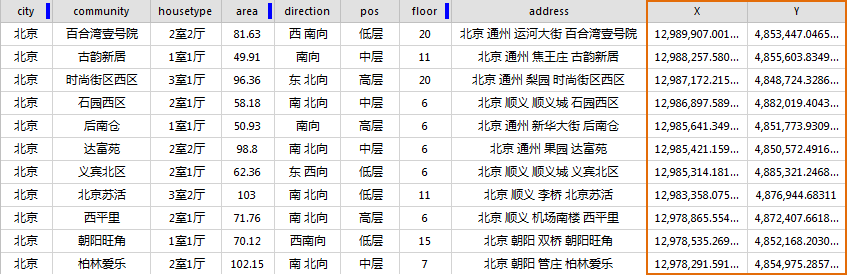 city community housetype area direction pos floor address X Y
北京 百合湾壹号院 2室2厅 81.63 西 南向 低层 20 北京 通州 运河大街 百合湾壹号院 12,989,907.001... 4,853,447.0465...
北京 古韵新居 1室1厅 49.91 南向 中层 11 北京 通州 焦王庄 古韵新居 12,988,257.580... 4,855,603.8349...
北京 时尚街区西区 3室1厅 96.36 东 北向 高层 20 北京 通州 梨园 时尚街区西区 12,987,172.215... 4,848,724.3286...
北京 石园西区 2室1厅 58.18 南 北向 中层 6 北京 顺义 顺义城 石园西区 12,986,897.589... 4,882,019.4043...
北京 后南仓 1室1厅 50.93 南向 高层 6 北京 通州 新华大街 后南仓 12,985,641.349... 4,851,773.9309...
北京 达富苑 2室2厅 98.8 南 北向 中层 6 北京 通州 果园 达富苑 12,985,421.159... 4,850,572.4916...
北京 义宾北区 2室1厅 62.36 东 西向 低层 6 北京 顺义 顺义城 义宾北区 12,985,314.181... 4,885,321.2468...
北京 北京苏活 3室2厅 103 南 北向 低层 11 北京 顺义 李桥 北京苏活 12,983,358.075... 4,876,944.68311
北京 西平里 2室1厅 71.76 南 北向 高层 6 北京 顺义 机场南楼 西平里 12,978,865.554... 4,872,407.6618...
北京 朝阳旺角 1室1厅 70.12 西南向 低层 15 北京 朝阳 双桥 朝阳旺角 12,978,535.269... 4,852,168.2030...
北京 柏林爱乐 2室1厅 102.15 南 北向 中层 7 北京 朝阳 管庄 柏林爱乐 12,978,291.591... 4,854,975.2857...